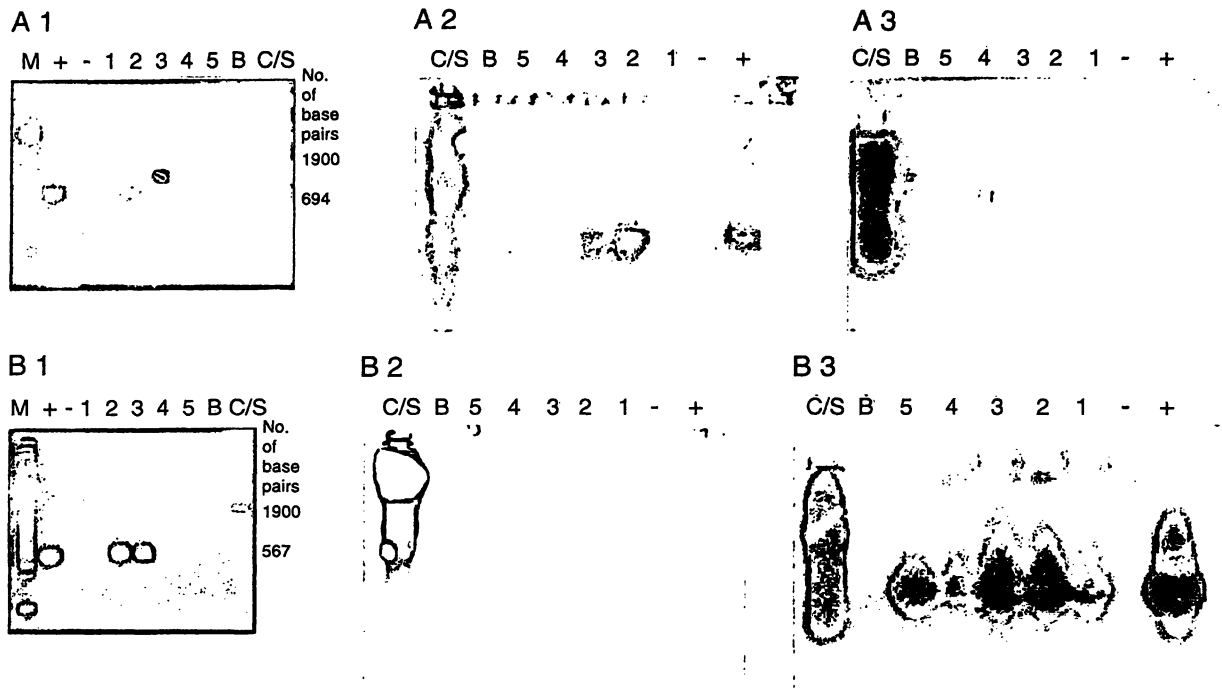 A 1
M + - 1 2 3 4 5 B C/S
No.
of
base
pairs
1900
694
A 2
C/S B 5 4 3 2 1 - +
A 3
C/S B 5 4 3 2 1 - +
B 1
M + - 1 2 3 4 5 B C/S
No.
of
base
pairs
1900
567
B 2
C/S B 5 4 3 2 1 - +
B 3
C/S B 5 4 3 2 1 - +